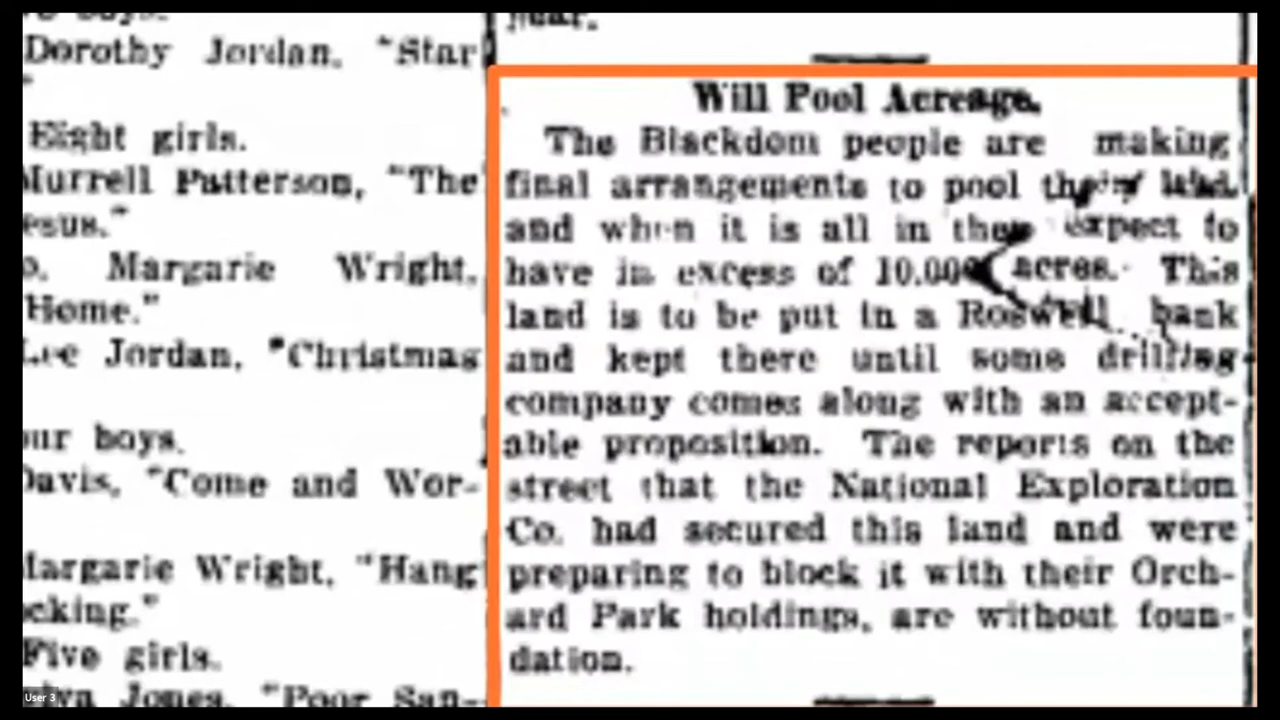 Dorothy Jordan, "Star
"
Eight girls.
Murrell Patterson, "The
esus."
o. Margarie Wright,
"Home."
Lee Jordan, "Christmas
our boys.
Davis, "Come and Wor-
Margarie Wright, "Hang
cking."
Five girls.
Jones, "Poor San-
Will Pool Acreage.
The Blackdom people are making
final arrangements to pool their land
and when it is all in they expect to
have in excess of 10,000 acres. This
land is to be put in a Roswell bank
and kept there until some drilling
company comes along with an accept-
able proposition. The reports on the
street that the National Exploration
Co. had secured this land and were
preparing to block it with their Orch-
ard Park holdings, are without foun-
dation.
User 3